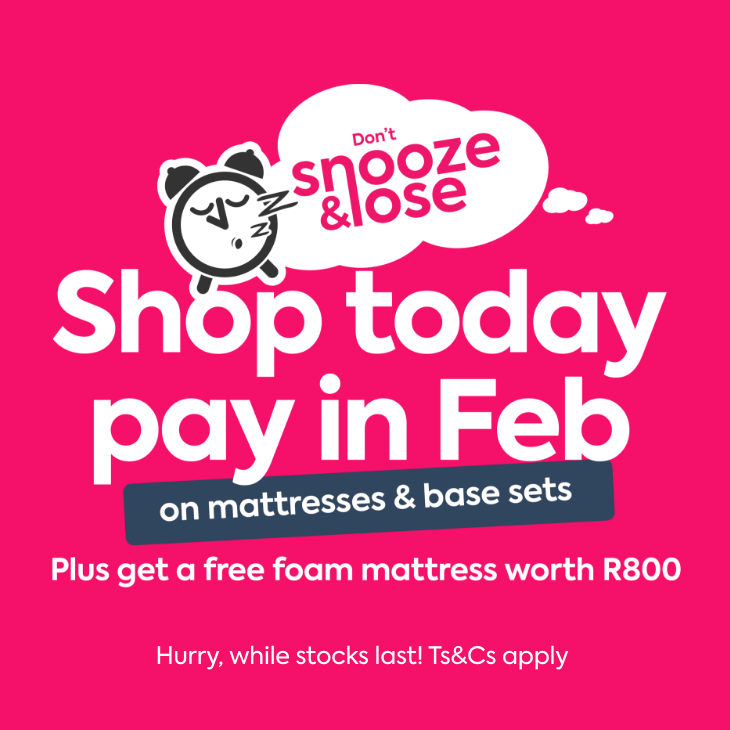 Don't
snooze
&lose
z
z
Shop today
pay in Feb
on mattresses & base sets
Plus get a free foam mattress worth R800
Hurry, while stocks last! Ts&Cs apply